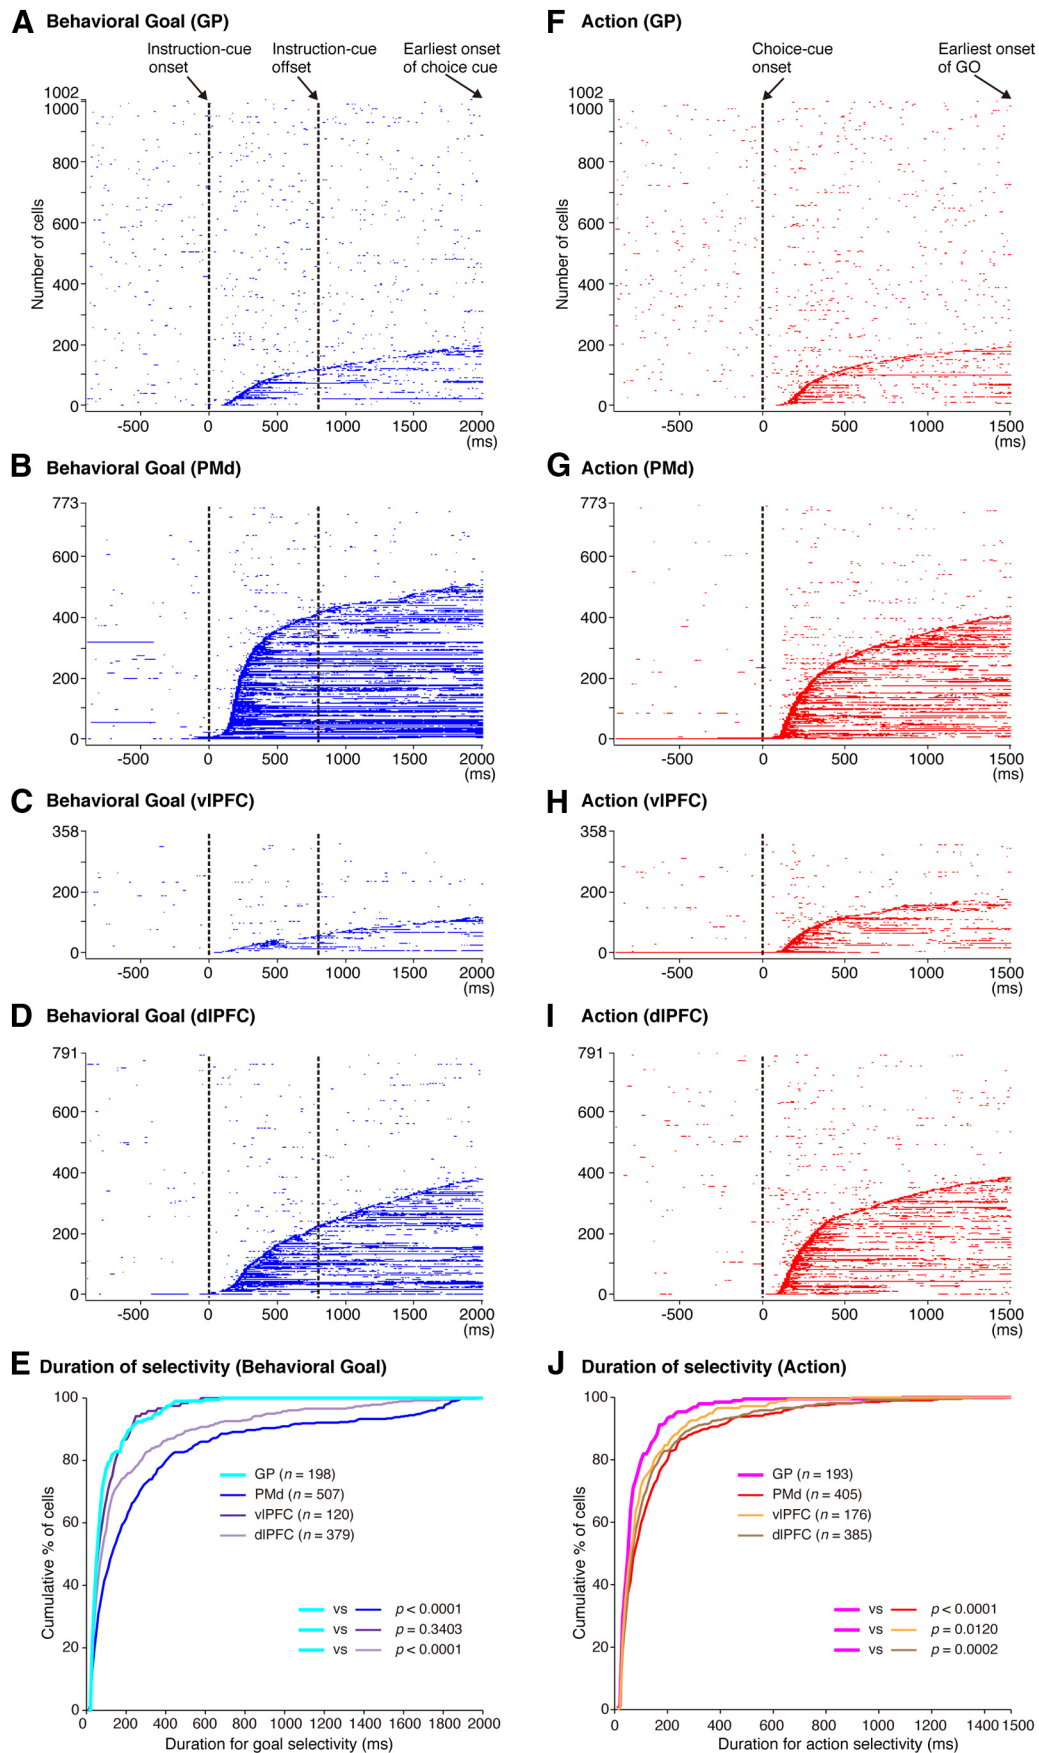 A Behavioral Goal (GP)
Instruction-cue
onset
Instruction-cue
offset
Earliest onset
of choice cue
1002
1000
800
600
400
200
0
Number of cells
-500 0 500 1000 1500 2000
(ms)
F Action (GP)
Choice-cue
onset
Earliest onset
of GO
1002
1000
800
600
400
200
0
Number of cells
-500 0 500 1000 1500
(ms)
B Behavioral Goal (PMd)
773
600
400
200
0
-500 0 500 1000 1500 2000
(ms)
G Action (PMd)
773
600
400
200
0
-500 0 500 1000 1500
(ms)
C Behavioral Goal (vlPFC)
358
200
0
-500 0 500 1000 1500 2000
(ms)
H Action (vlPFC)
358
200
0
-500 0 500 1000 1500
(ms)
D Behavioral Goal (dlPFC)
791
600
400
200
0
-500 0 500 1000 1500 2000
(ms)
I Action (dlPFC)
791
600
400
200
0
-500 0 500 1000 1500
(ms)
E Duration of selectivity (Behavioral Goal)
100
80
60
40
20
0
Cumulative % of cells
GP (n = 198)
PMd (n = 507)
vlPFC (n = 120)
dlPFC (n = 379)
vs p < 0.0001
vs p = 0.3403
vs p < 0.0001
0 200 400 600 800 1000 1200 1400 1600 1800 2000
Duration for goal selectivity (ms)
J Duration of selectivity (Action)
100
80
60
40
20
0
Cumulative % of cells
GP (n = 193)
PMd (n = 405)
vlPFC (n = 176)
dlPFC (n = 385)
vs p < 0.0001
vs p = 0.0120
vs p = 0.0002
0 200 400 600 800 1000 1200 1400 1500
Duration for action selectivity (ms)